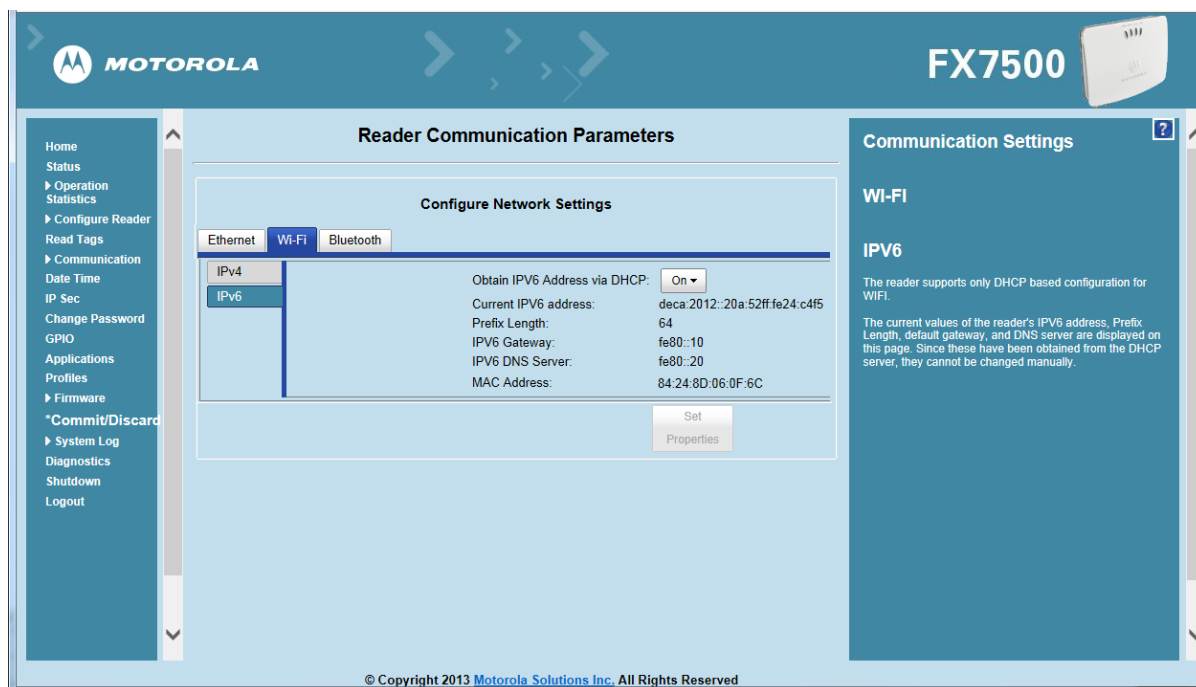 MOTOROLA
FX7500
Home
Status
Operation
Statistics
Configure Reader
Read Tags
Communication
Date Time
IP Sec
Change Password
GPIO
Applications
Profiles
Firmware
*Commit/Discard
System Log
Diagnostics
Shutdown
Logout
Reader Communication Parameters
Configure Network Settings
Ethernet Wi-Fi Bluetooth
IPv4
IPv6
Obtain IPV6 Address via DHCP: On
Current IPV6 address: deca:2012::20a:52ff:fe24:c4f5
Prefix Length: 64
IPV6 Gateway: fe80::10
IPV6 DNS Server: fe80::20
MAC Address: 84:24:8D:06:0F:6C
Set
Properties
?
Communication Settings
WI-FI
IPV6
The reader supports only DHCP based configuration for
WIFI.
The current values of the reader's IPV6 address, Prefix
Length, default gateway, and DNS server are displayed on
this page. Since these have been obtained from the DHCP
server, they cannot be changed manually.
© Copyright 2013 Motorola Solutions Inc. All Rights Reserved